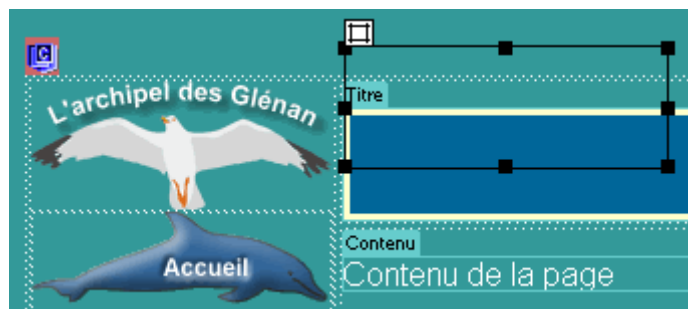 C
L'archipel des Glénan
Titre
Contenu
Accueil
Contenu de la page